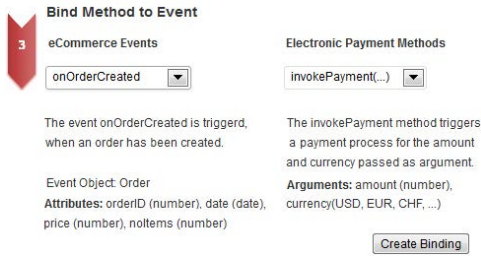 Bind Method to Event
3
eCommerce Events
Electronic Payment Methods
onOrderCreated
invokePayment(...)
The event onOrderCreated is triggerd,
when an order has been created.
The invokePayment method triggers
a payment process for the amount
and currency passed as argument.
Event Object: Order
Attributes: orderID (number), date (date),
price (number), noItems (number)
Arguments: amount (number),
currency(USD, EUR, CHF, ...)
Create Binding